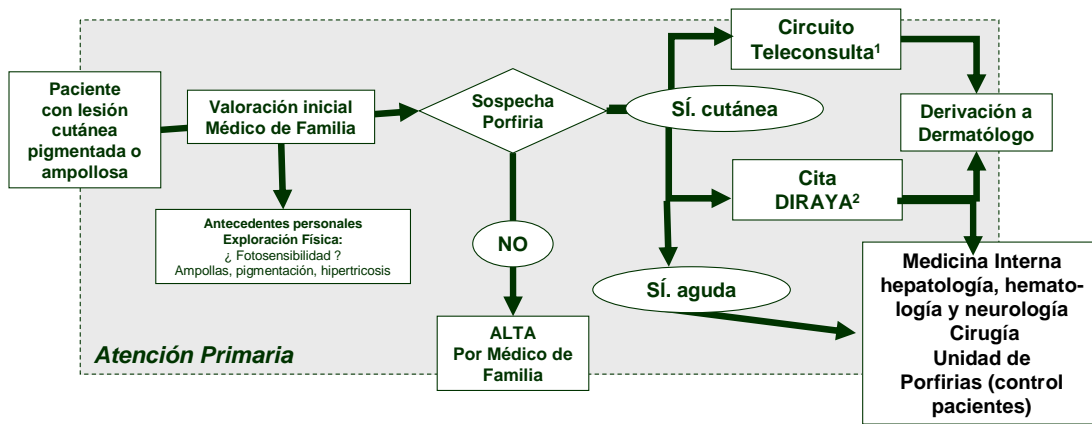 Paciente
con lesión
cutánea
pigmentada o
ampollosa
Valoración inicial
Médico de Familia
Antecedentes personales
Exploración Física:
¿ Fotosensibilidad ?
Ampollas, pigmentación, hipertricosis
Sospecha
Porfiria
NO
ALTA
Por Médico de
Familia
SÍ. cutánea
SÍ. aguda
Circuito
Teleconsulta¹
Cita
DIRAYA²
Derivación a
Dermatólogo
Medicina Interna
hepatología, hemato-
logía y neurología
Cirugía
Unidad de
Porfirias (control
pacientes)
Atención Primaria